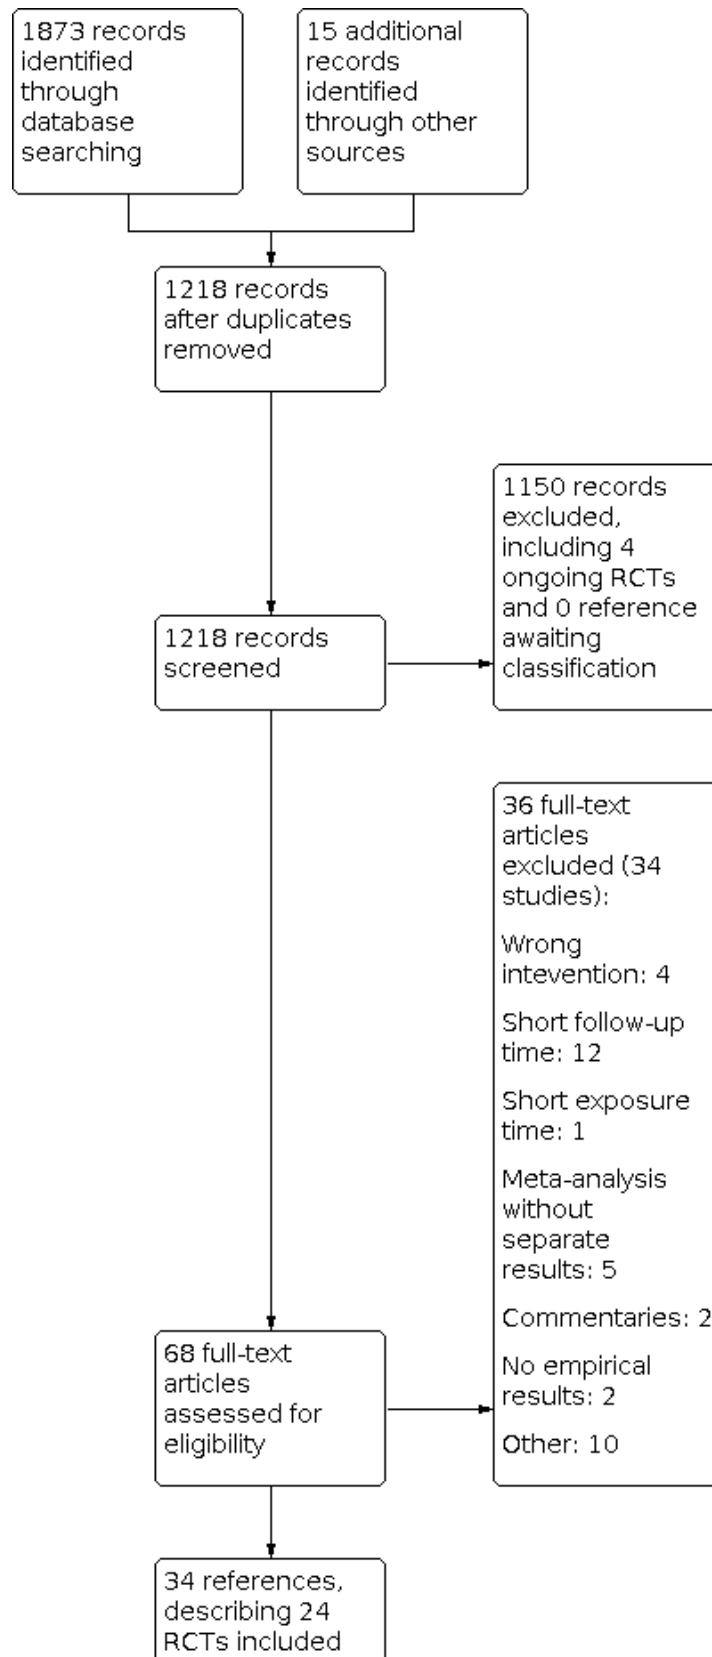 1873 records
identified
through
database
searching
15 additional
records
identified
through other
sources
1218 records
after duplicates
removed
1218 records
screened
1150 records
excluded,
including 4
ongoing RCTs
and 0 reference
awaiting
classification
68 full-text
articles
assessed for
eligibility
36 full-text
articles
excluded (34
studies):
Wrong
intevention: 4
Short follow-up
time: 12
Short exposure
time: 1
Meta-analysis
without
separate
results: 5
Commentaries: 2
No empirical
results: 2
Other: 10
34 references,
describing 24
RCTs included